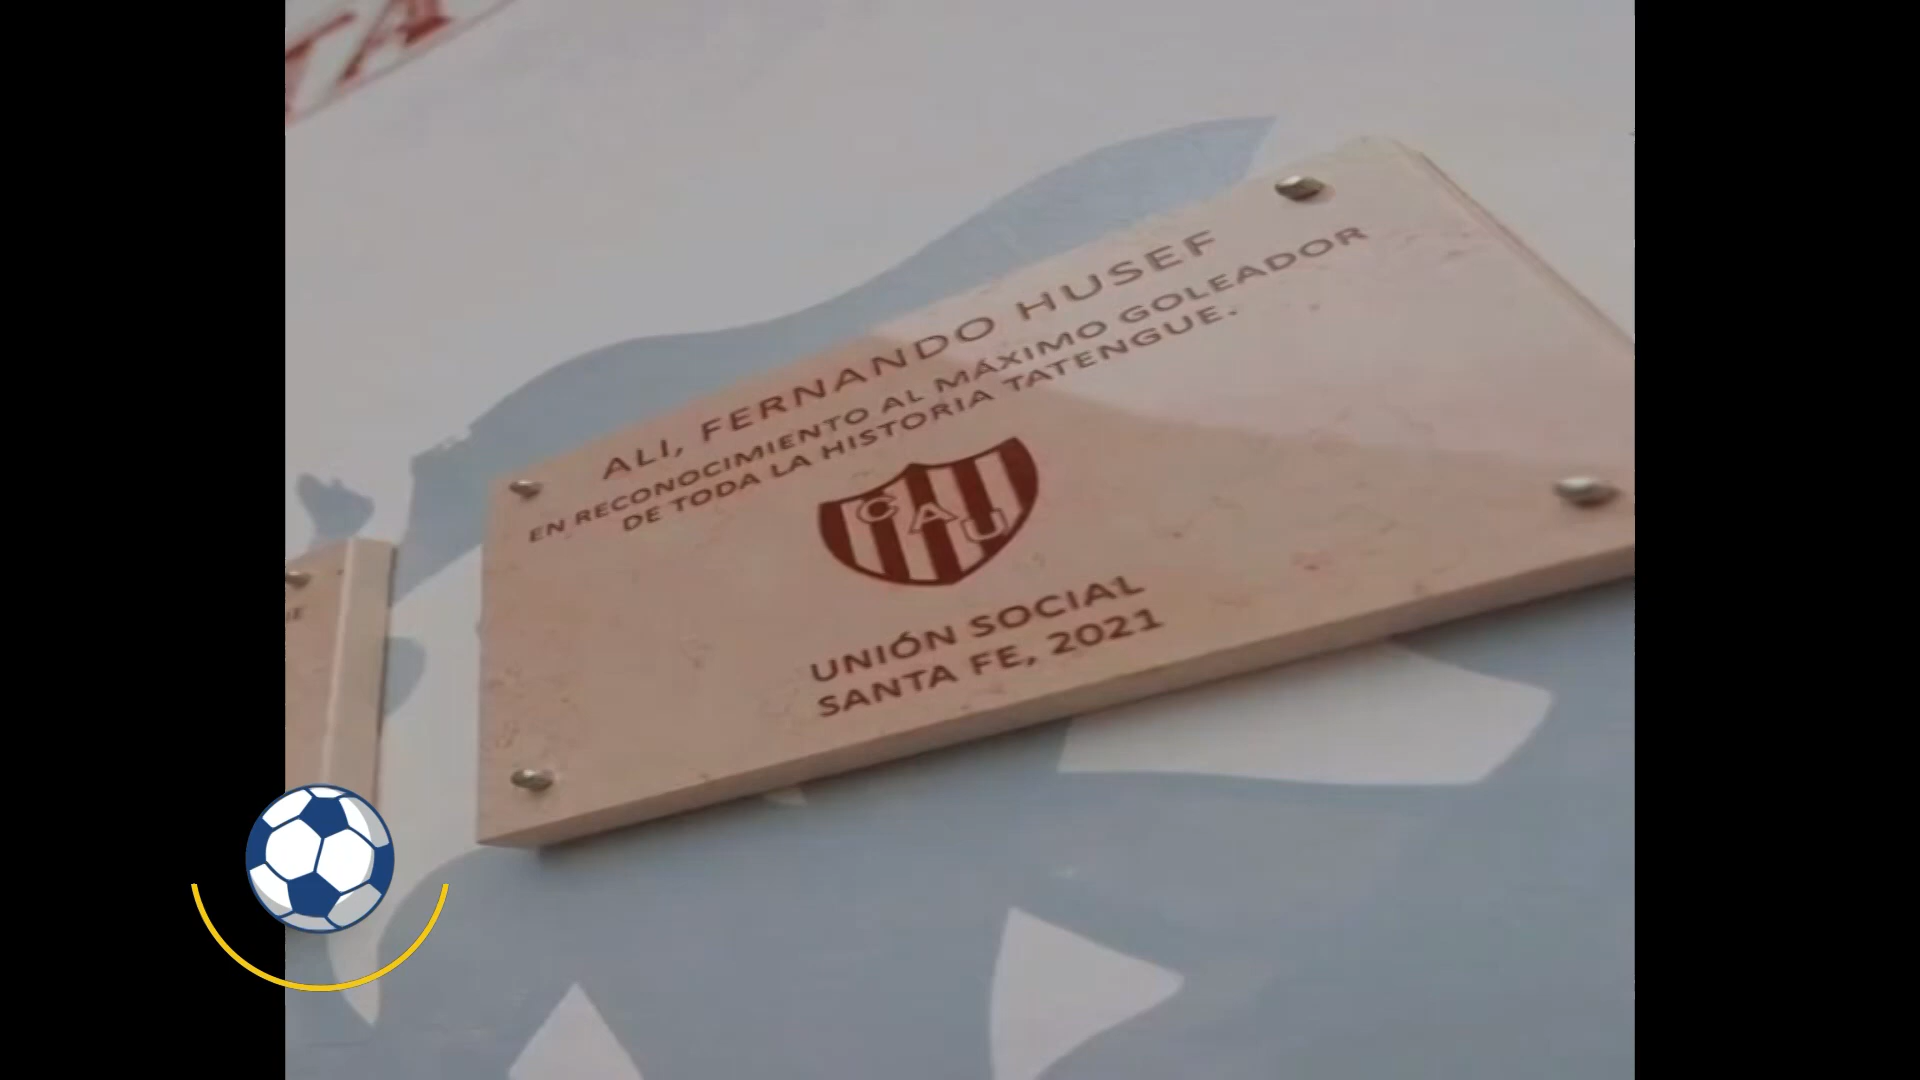 TA
ALI, FERNANDO HUSEF
EN RECONOCIMIENTO AL MÁXIMO GOLEADOR
DE TODA LA HISTORIA TATENGUE.
CAU
UNIÓN SOCIAL
SANTA FE, 2021